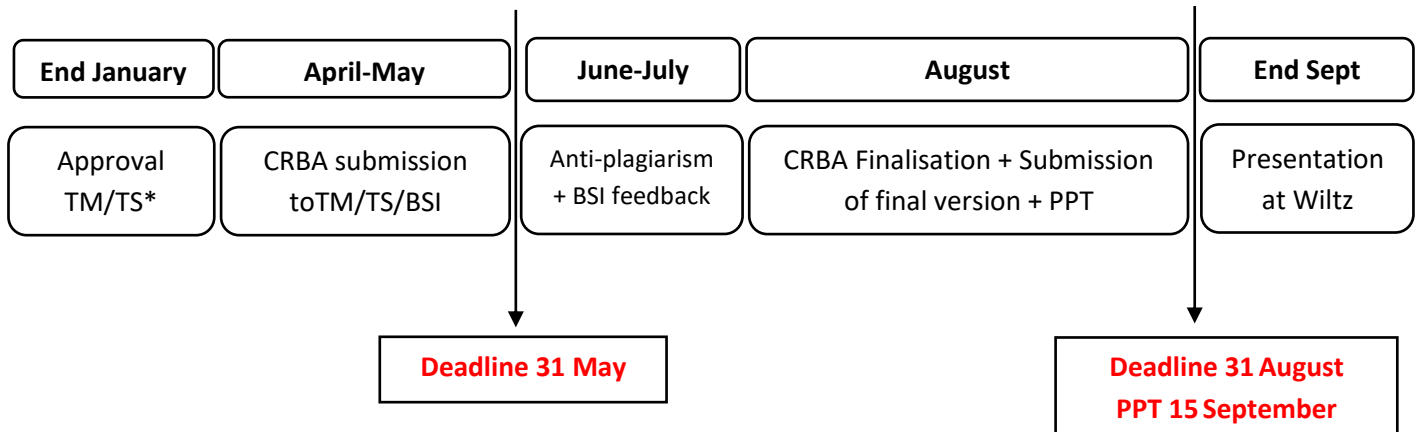 End January
April-May
June-July
August
End Sept
Approval
TM/TS*
CRBA submission
toTM/TS/BSI
Anti-plagiarism
+ BSI feedback
CRBA Finalisation + Submission
of final version + PPT
Presentation
at Wiltz
Deadline 31 May
Deadline 31 August
PPT 15 September